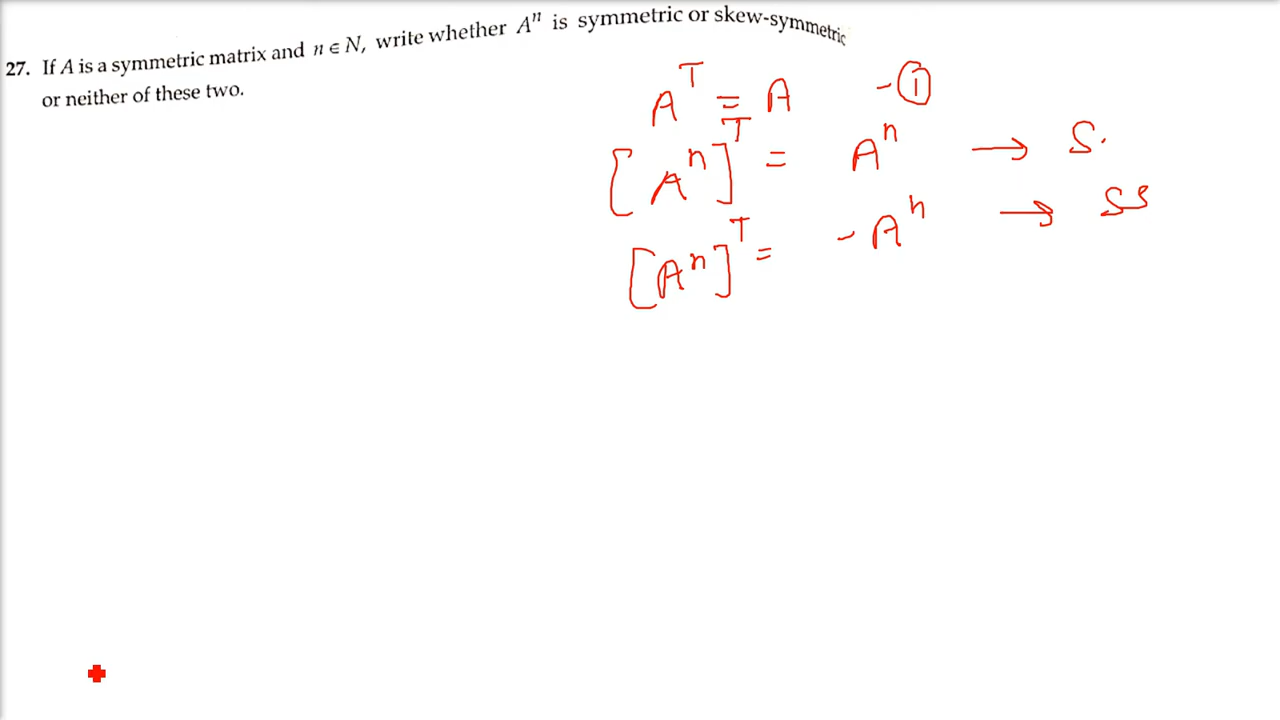 27. If A is a symmetric matrix and n ∈ N, write whether Aⁿ is symmetric or skew-symmetric
or neither of these two.
Aᵀ = A - ①
[Aⁿ]ᵀ = Aⁿ → S.
[Aⁿ]ᵀ = -Aⁿ → SS